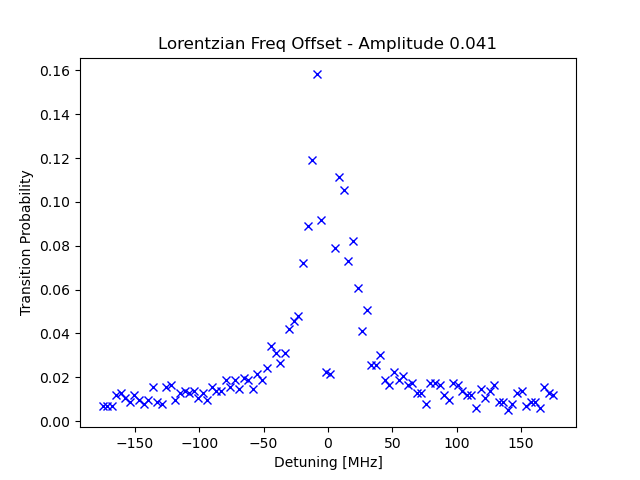 Lorentzian Freq Offset - Amplitude 0.041
0.16
0.14
0.12
0.10
0.08
0.06
0.04
0.02
0.00
Transition Probability
−150 −100 −50 0 50 100 150
Detuning [MHz]